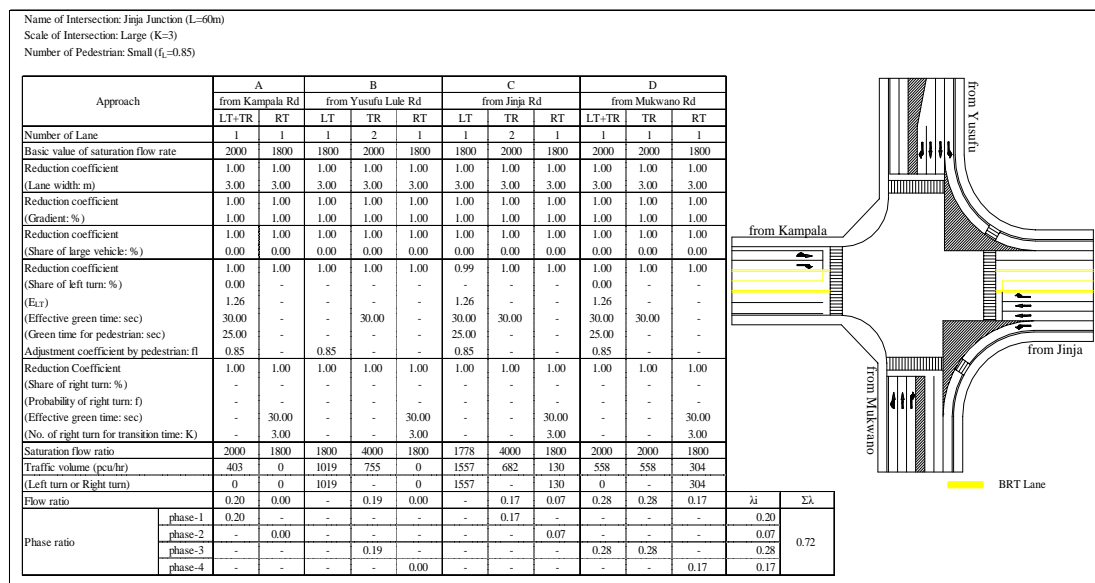 Name of Intersection: Jinja Junction (L=60m)
Scale of Intersection: Large (K=3)
Number of Pedestrian: Small (fL=0.85)
Approach A B C D
from Kampala Rd from Yusufu Lule Rd from Jinja Rd from Mukwano Rd
LT+TR RT LT TR RT LT TR RT LT+TR TR RT
Number of Lane 1 1 1 2 1 1 2 1 1 1 1
Basic value of saturation flow rate 2000 1800 1800 2000 1800 1800 2000 1800 2000 2000 1800
Reduction coefficient 1.00 1.00 1.00 1.00 1.00 1.00 1.00 1.00 1.00 1.00 1.00
(Lane width: m) 3.00 3.00 3.00 3.00 3.00 3.00 3.00 3.00 3.00 3.00 3.00
Reduction coefficient 1.00 1.00 1.00 1.00 1.00 1.00 1.00 1.00 1.00 1.00 1.00
(Gradient: %) 1.00 1.00 1.00 1.00 1.00 1.00 1.00 1.00 1.00 1.00 1.00
Reduction coefficient 1.00 1.00 1.00 1.00 1.00 1.00 1.00 1.00 1.00 1.00 1.00
(Share of large vehicle: %) 0.00 0.00 0.00 0.00 0.00 0.00 0.00 0.00 0.00 0.00 0.00
Reduction coefficient 1.00 1.00 1.00 1.00 1.00 0.99 1.00 1.00 1.00 1.00 1.00
(Share of left turn: %) 0.00 - - - - - - - 0.00 - -
(ELT) 1.26 - - - - 1.26 - - 1.26 - -
(Effective green time: sec) 30.00 - - 30.00 - 30.00 30.00 - 30.00 30.00 -
(Green time for pedestrian: sec) 25.00 - - - - 25.00 - - 25.00 - -
Adjustment coefficient by pedestrian: fl 0.85 - 0.85 - - 0.85 - - 0.85 - -
Reduction Coefficient 1.00 1.00 1.00 1.00 1.00 1.00 1.00 1.00 1.00 1.00 1.00
(Share of right turn: %) - - - - - - - - - - -
(Probability of right turn: f) - - - - - - - - - - -
(Effective green time: sec) - 30.00 - - 30.00 - - 30.00 - - 30.00
(No. of right turn for transition time: K) - 3.00 - - 3.00 - - 3.00 - - 3.00
Saturation flow ratio 2000 1800 1800 4000 1800 1778 4000 1800 2000 2000 1800
Traffic volume (pcu/hr) 403 0 1019 755 0 1557 682 130 558 558 304
(Left turn or Right turn) 0 0 1019 - 0 1557 - 130 0 - 304
Flow ratio 0.20 0.00 - 0.19 0.00 - 0.17 0.07 0.28 0.28 0.17 λi Σλ
Phase ratio
phase-1 0.20 - - - - - 0.17 - - - - 0.20
phase-2 - 0.00 - - - - - 0.07 - - - 0.07
phase-3 - - - 0.19 - - - - 0.28 0.28 - 0.28
phase-4 - - - - 0.00 - - - - - 0.17 0.17
0.72
from Yusufu
from Kampala
from Jinja
from Mukwano
BRT Lane